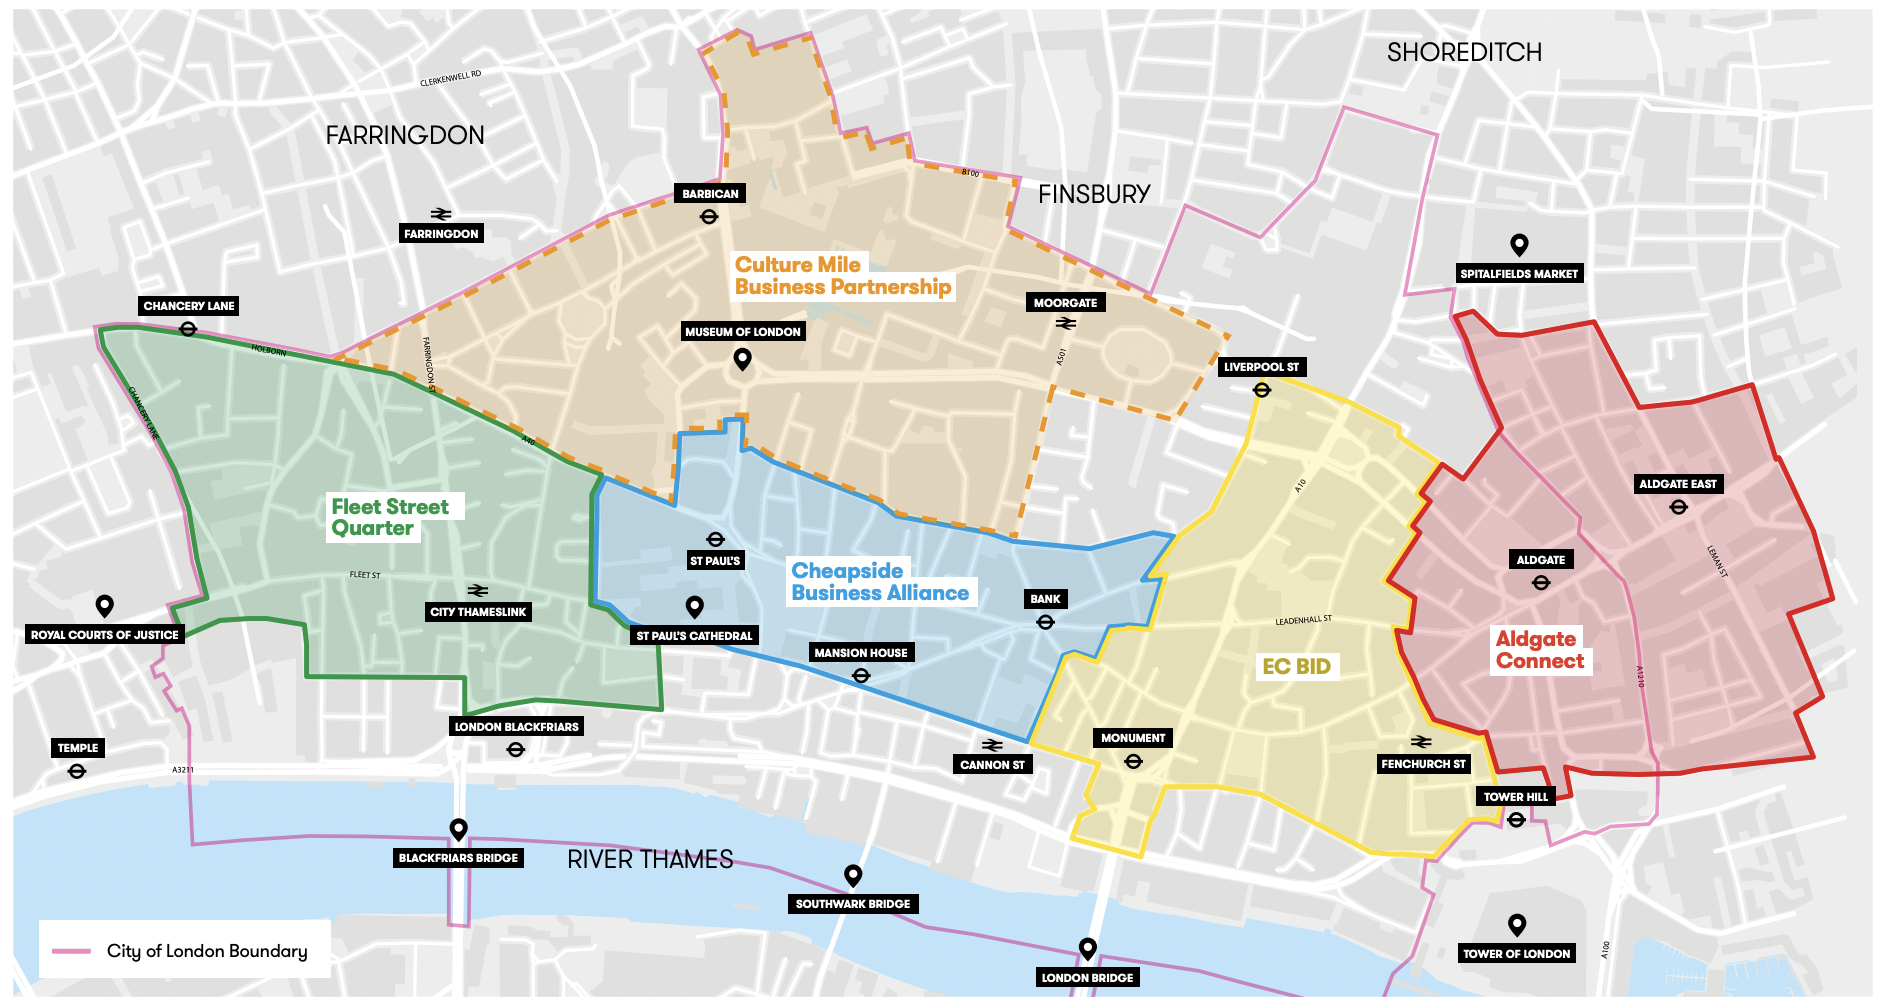 SHOREDITCH
CLERKENWELL RD
FARRINGDON
B100
BARBICAN
FINSBURY
FARRINGDON
SPITALFIELDS MARKET
Culture Mile
Business Partnership
CHANCERY LANE
MOORGATE
MUSEUM OF LONDON
HOLBORN
FARRINGDON ST
A501
LIVERPOOL ST
CHANCERY LANE
A40
A10
ALDGATE EAST
Fleet Street
Quarter
ST PAUL'S
ALDGATE
LEMAN ST
FLEET ST
Cheapside
Business Alliance
CITY THAMESLINK
BANK
ROYAL COURTS OF JUSTICE
ST PAUL'S CATHEDRAL
LEADENHALL ST
MANSION HOUSE
EC BID
Aldgate
Connect
A1210
LONDON BLACKFRIARS
TEMPLE
MONUMENT
A3211
CANNON ST
FENCHURCH ST
TOWER HILL
BLACKFRIARS BRIDGE
RIVER THAMES
SOUTHWARK BRIDGE
City of London Boundary
A100
TOWER OF LONDON
LONDON BRIDGE